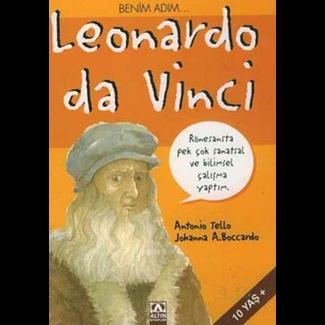 BENİM ADIM...
Leonardo
da Vinci
Rönesansta
pek çok sanatsal
ve bilimsel
çalışma
yaptım.
Antonio Tello
Johanna A.Boccardo
10 YAŞ +
ALTIN